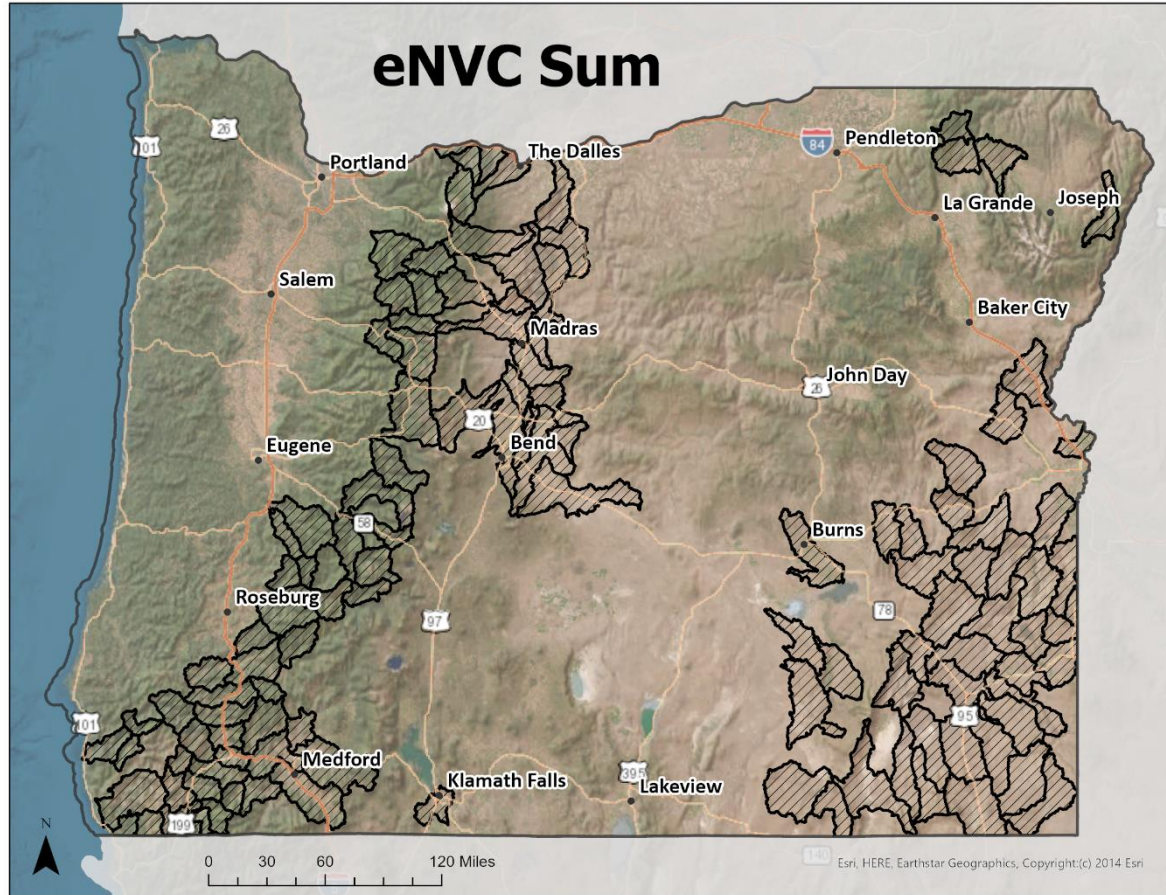 eNVC Sum
26
101
84
Pendleton
Portland
The Dalles
La Grande
Joseph
Salem
Baker City
Madras
John Day
26
20
Eugene
Bend
58
Burns
Roseburg
78
97
101
95
Medford
Klamath Falls
395
Lakeview
199
N
0 30 60 120 Miles
140
Esri, HERE, Earthstar Geographics, Copyright:(c) 2014 Esri